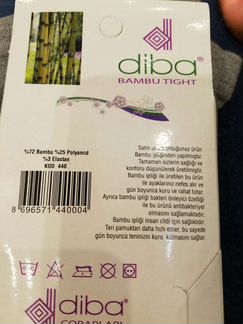 diba®
BAMBU TIGHT
%72 Bambu %25 Polyamid
%3 Elastan
KOD 440
8 696571 440004
Satın olduğunuz ürün
Bambu ipliğinden yapılmıştır.
Tamamen sizlerin sağlığı ve
konforu düşünülerek üretilmiştir.
Bambu ipliği ile üretilen bu ürün
ile ayaklarınız nefes alır ve
gün boyunca kuru ve rahat tutar.
Ayrıca bambu ipliği bakteri önleyici özelliği
ile bu ürünü antibakteriyel
olmasını sağlamaktadır.
Bambu ipliği insan cildi için sağlıklıdır.
Teri pamuktan daha hızlı emer, bu sayede
gün boyunca teninizin kuru kalmasını sağlar.
diba®
ÇORAPLARI